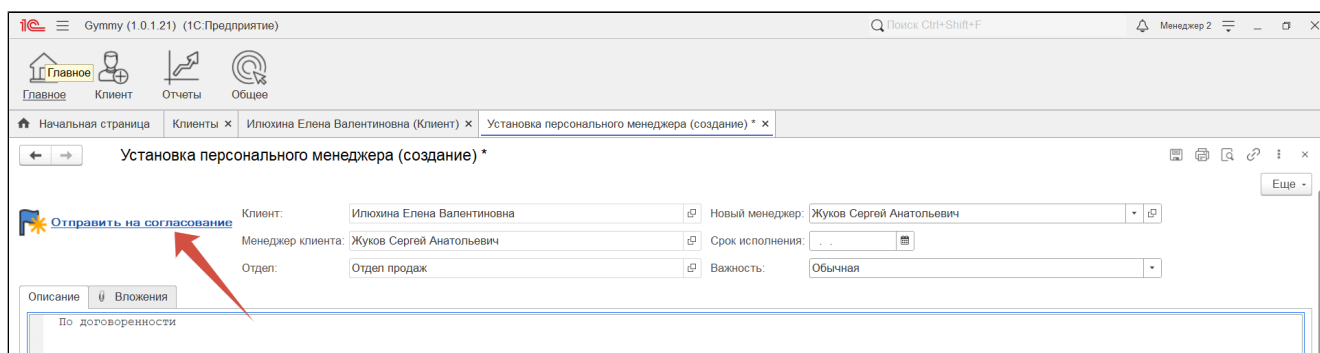 1С Gymmy (1.0.1.21) (1С:Предприятие) Поиск Ctrl+Shift+F Менеджер 2
Главное
Главное Клиент Отчеты Общее
Начальная страница Клиенты × Илюхина Елена Валентиновна (Клиент) × Установка персонального менеджера (создание) * ×
Установка персонального менеджера (создание) *
Еще
Отправить на согласование
Клиент: Илюхина Елена Валентиновна Новый менеджер: Жуков Сергей Анатольевич
Менеджер клиента: Жуков Сергей Анатольевич Срок исполнения: . .
Отдел: Отдел продаж Важность: Обычная
Описание Вложения
По договоренности